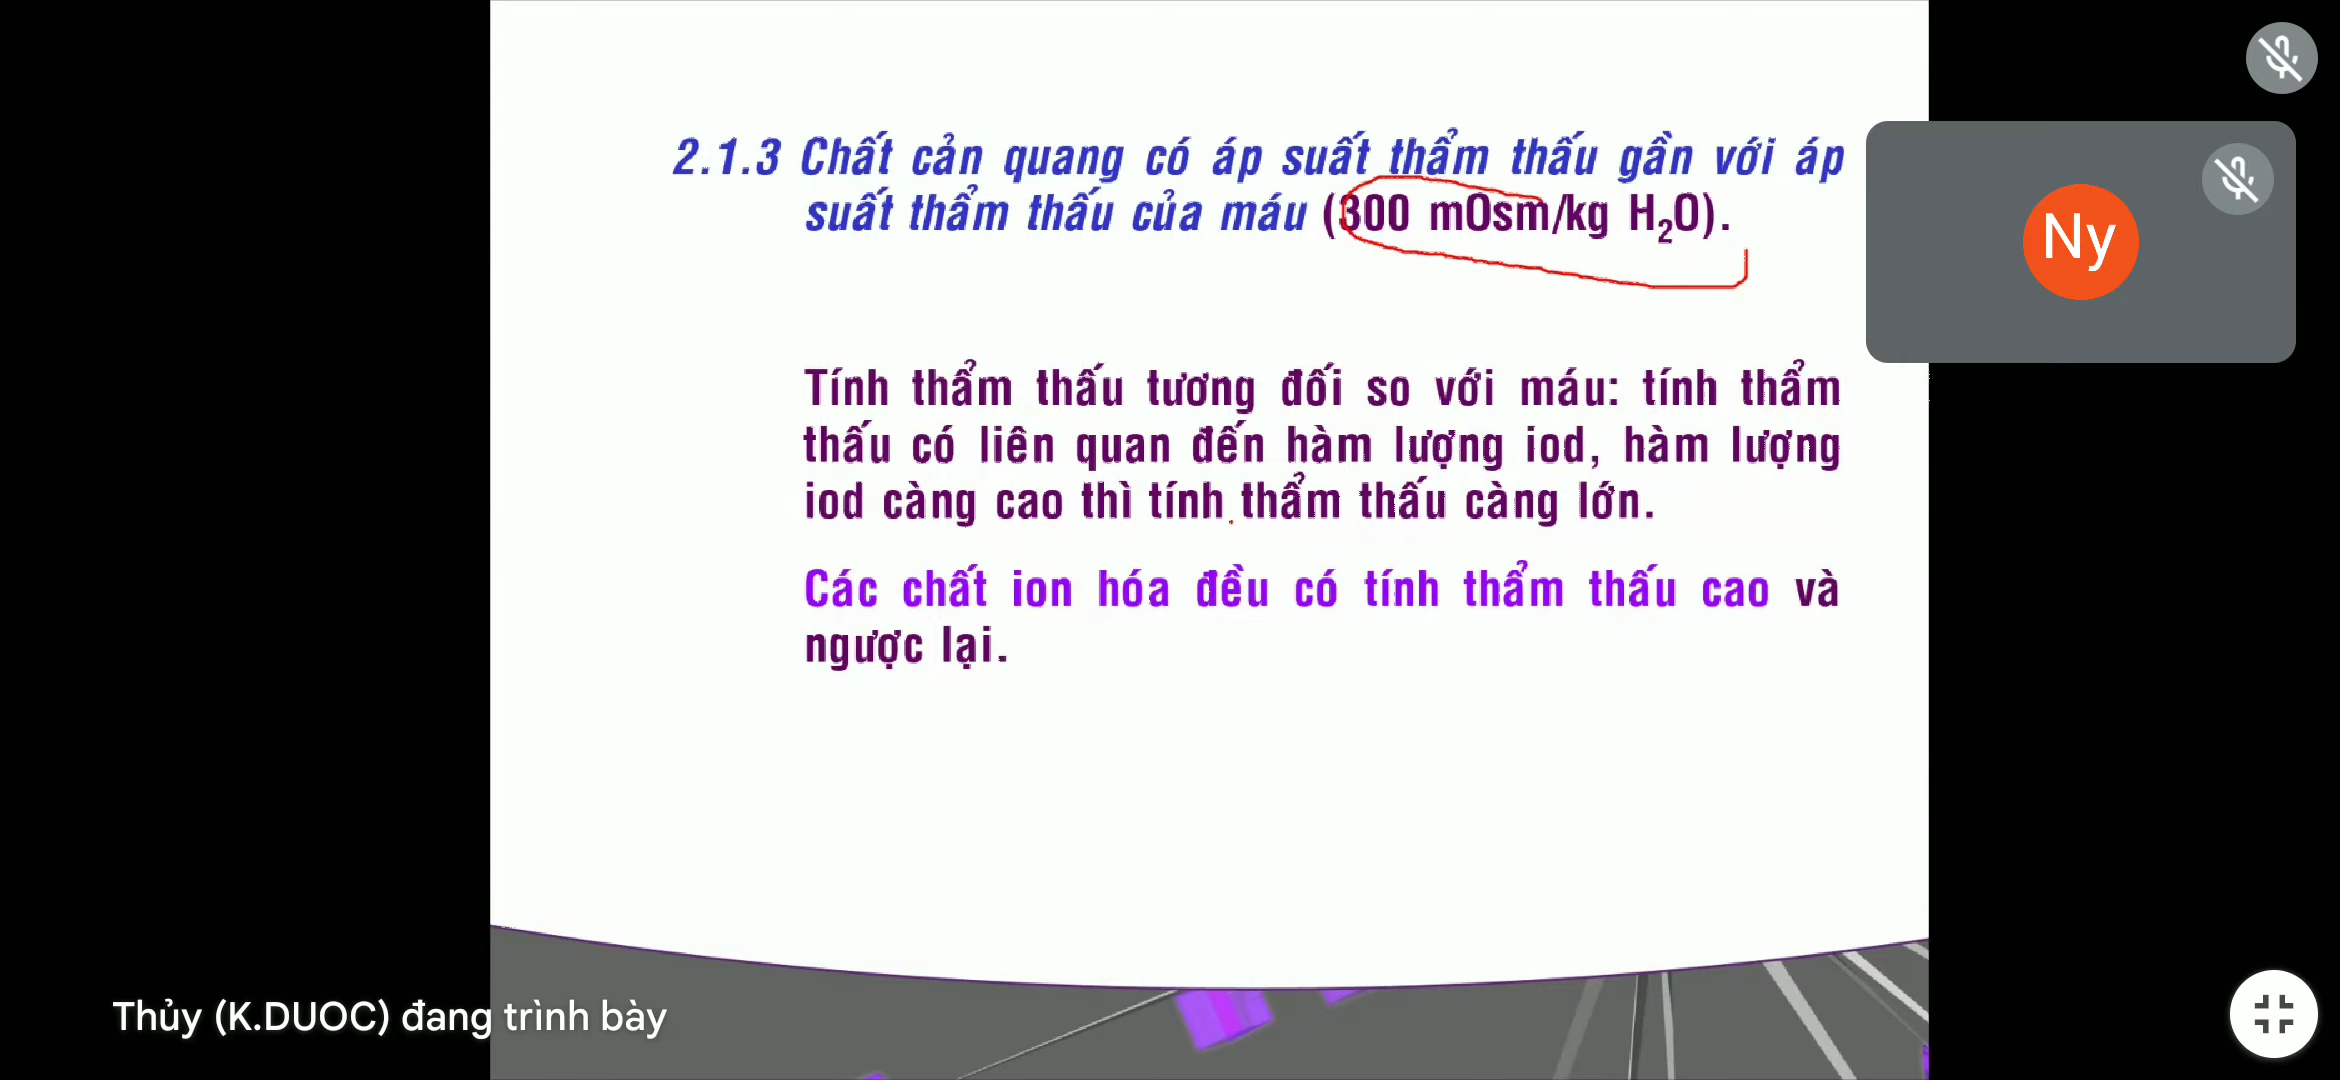 2.1.3 Chất cản quang có áp suất thẩm thấu gần với áp
suất thẩm thấu của máu (300 mOsm/kg H₂O).
Ny
Tính thẩm thấu tương đối so với máu: tính thẩm
thấu có liên quan đến hàm lượng iod, hàm lượng
iod càng cao thì tính thẩm thấu càng lớn.
Các chất ion hóa đều có tính thẩm thấu cao và
ngược lại.
Thủy (K.DUOC) đang trình bày